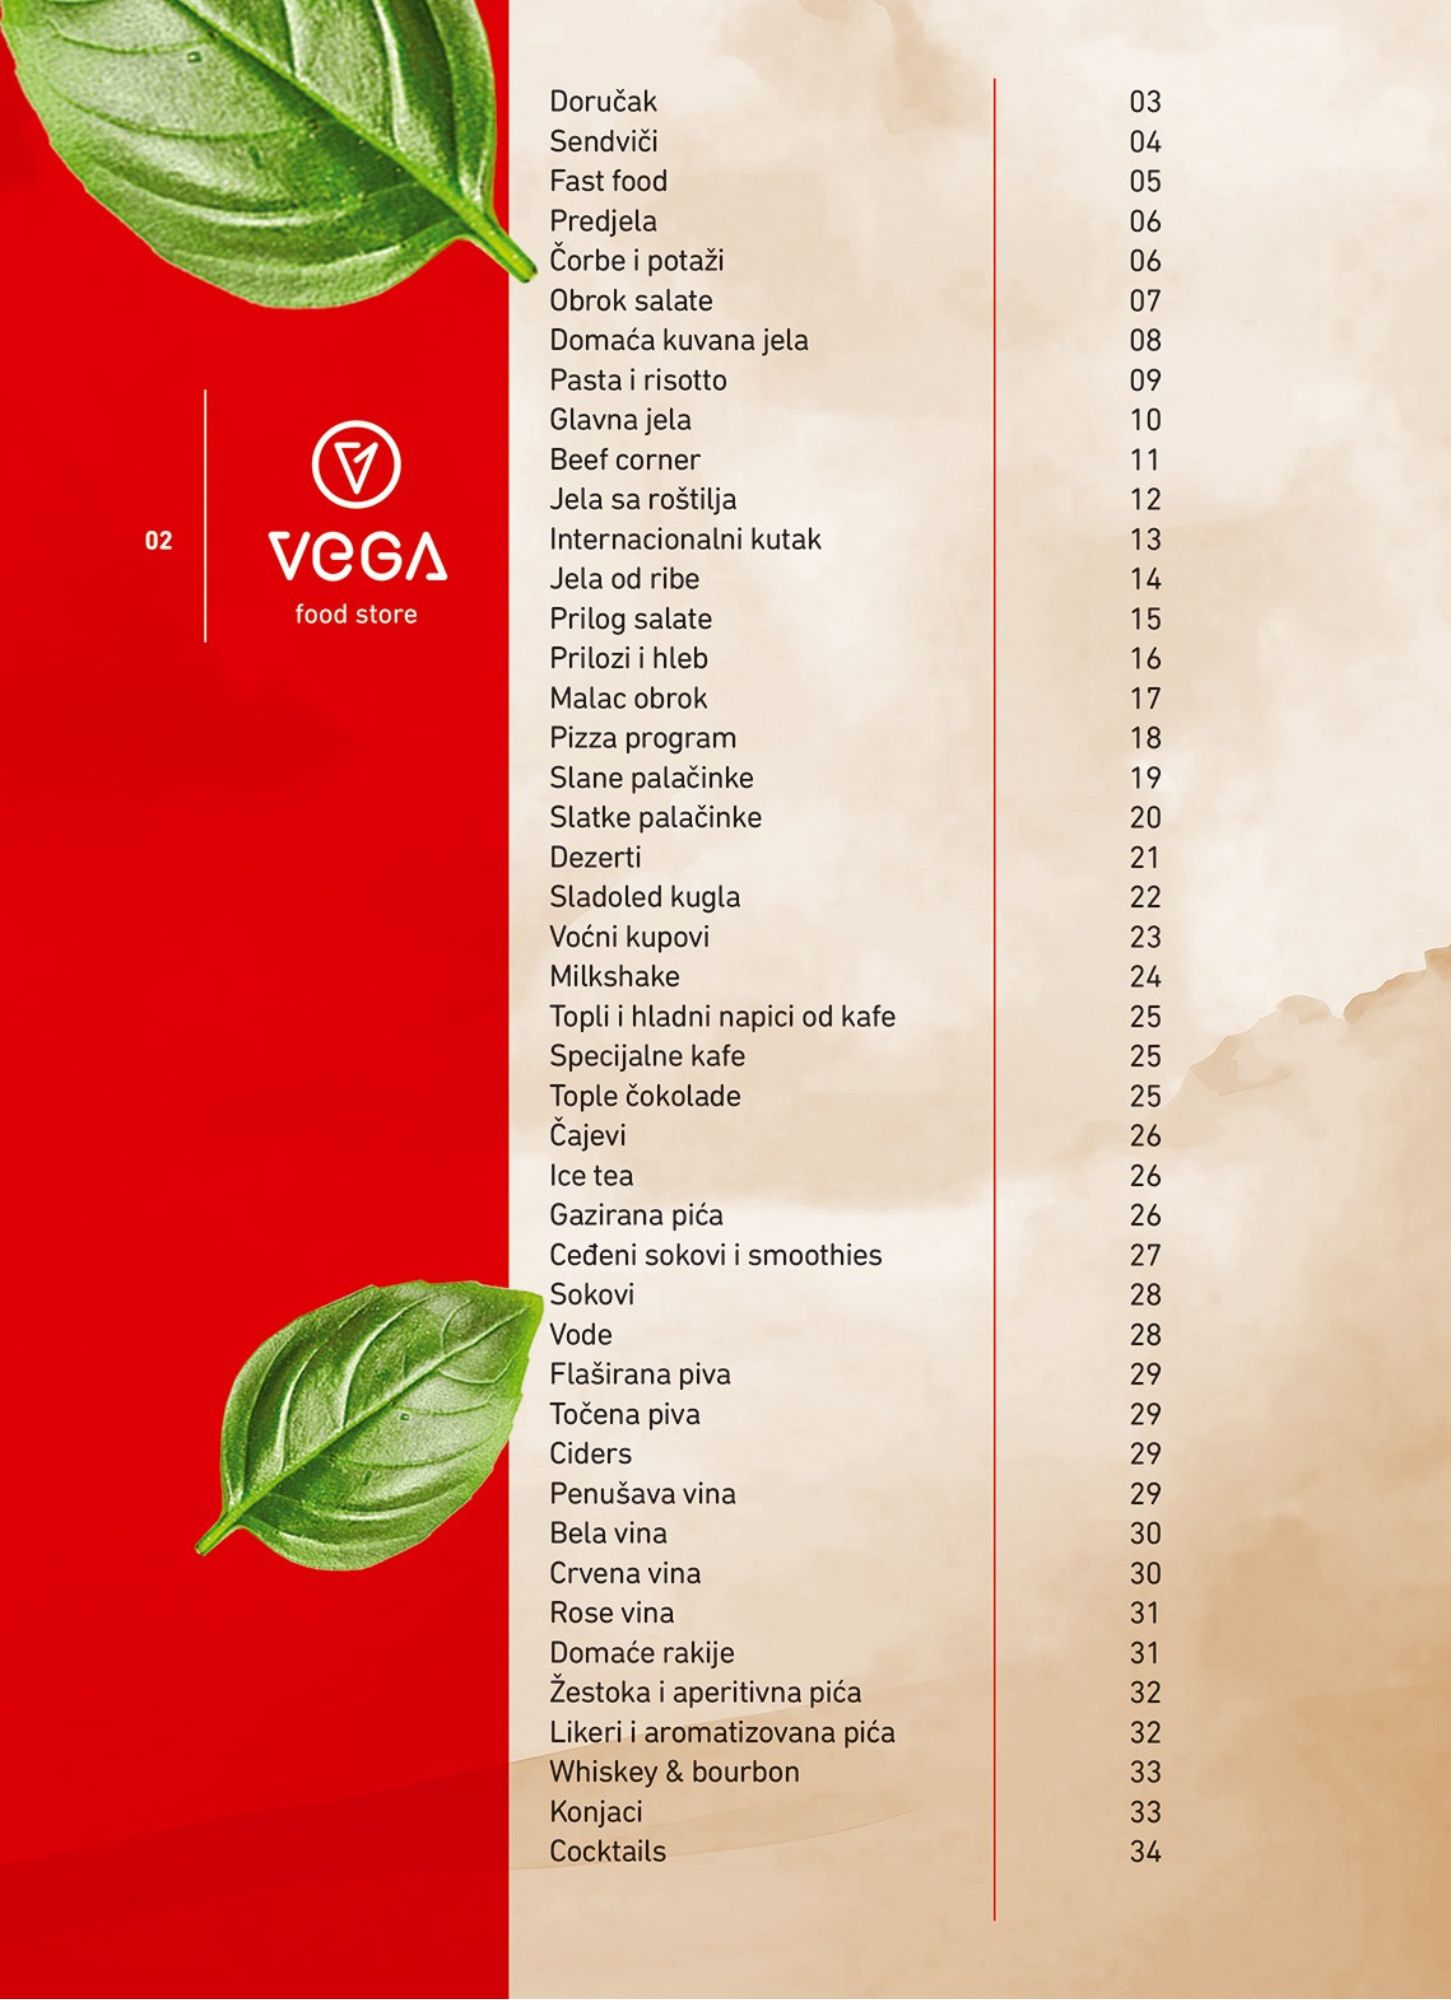 02
VEGA
food store
Doručak 03
Sendviči 04
Fast food 05
Predjela 06
Čorbe i potaži 06
Obrok salate 07
Domaća kuvana jela 08
Pasta i risotto 09
Glavna jela 10
Beef corner 11
Jela sa roštilja 12
Internacionalni kutak 13
Jela od ribe 14
Prilog salate 15
Prilozi i hleb 16
Malac obrok 17
Pizza program 18
Slane palačinke 19
Slatke palačinke 20
Dezerti 21
Sladoled kugla 22
Voćni kupovi 23
Milkshake 24
Topli i hladni napici od kafe 25
Specijalne kafe 25
Tople čokolade 25
Čajevi 26
Ice tea 26
Gazirana pića 26
Ceđeni sokovi i smoothies 27
Sokovi 28
Vode 28
Flaširana piva 29
Točena piva 29
Ciders 29
Penušava vina 29
Bela vina 30
Crvena vina 30
Rose vina 31
Domaće rakije 31
Žestoka i aperitivna pića 32
Likeri i aromatizovana pića 32
Whiskey & bourbon 33
Konjaci 33
Cocktails 34